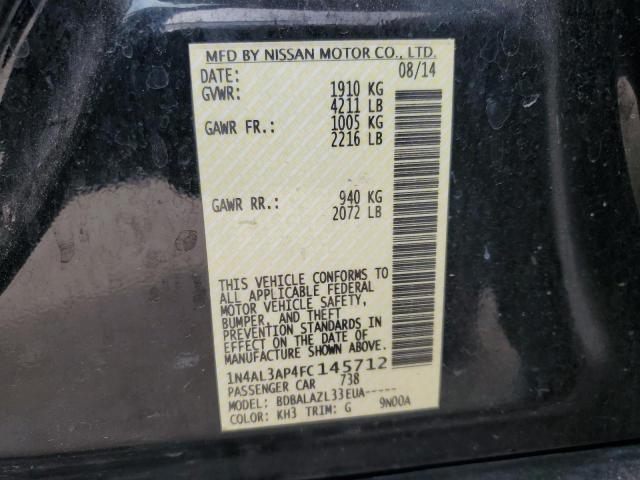 MFD BY NISSAN MOTOR CO., LTD.
DATE: 08/14
GVWR: 1910 KG
4211 LB
GAWR FR.: 1005 KG
2216 LB
GAWR RR.: 940 KG
2072 LB
THIS VEHICLE CONFORMS TO
ALL APPLICABLE FEDERAL
MOTOR VEHICLE SAFETY,
BUMPER, AND THEFT
PREVENTION STANDARDS IN
EFFECT ON THE DATE OF
MANUFACTURE SHOWN ABOVE.
1N4AL3AP4FC145712
PASSENGER CAR 738
MODEL: BDBALAZL33EUA-----
COLOR: KH3 TRIM: G 9N00A